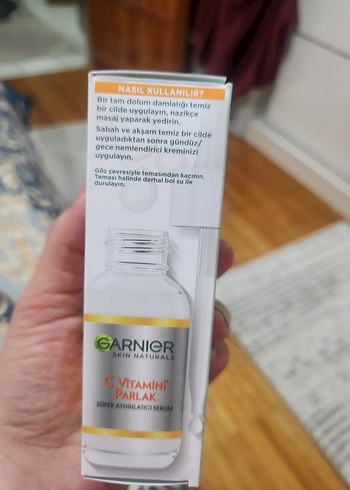 NASIL KULLANILIR?
Bir tam dolum damlalığı temiz
bir cilde uygulayın, nazikçe
masaj yaparak yedirin.
Sabah ve akşam temiz bir cilde
uyguladıktan sonra gündüz/
gece nemlendirici kreminizi
uygulayın.
Göz çevresiyle temasından kaçının.
Teması halinde derhal bol su ile
durulayın.
GARNIER
SKIN NATURALS
C VİTAMİNİ
PARLAK
SÜPER AYDINLATICI SERUM